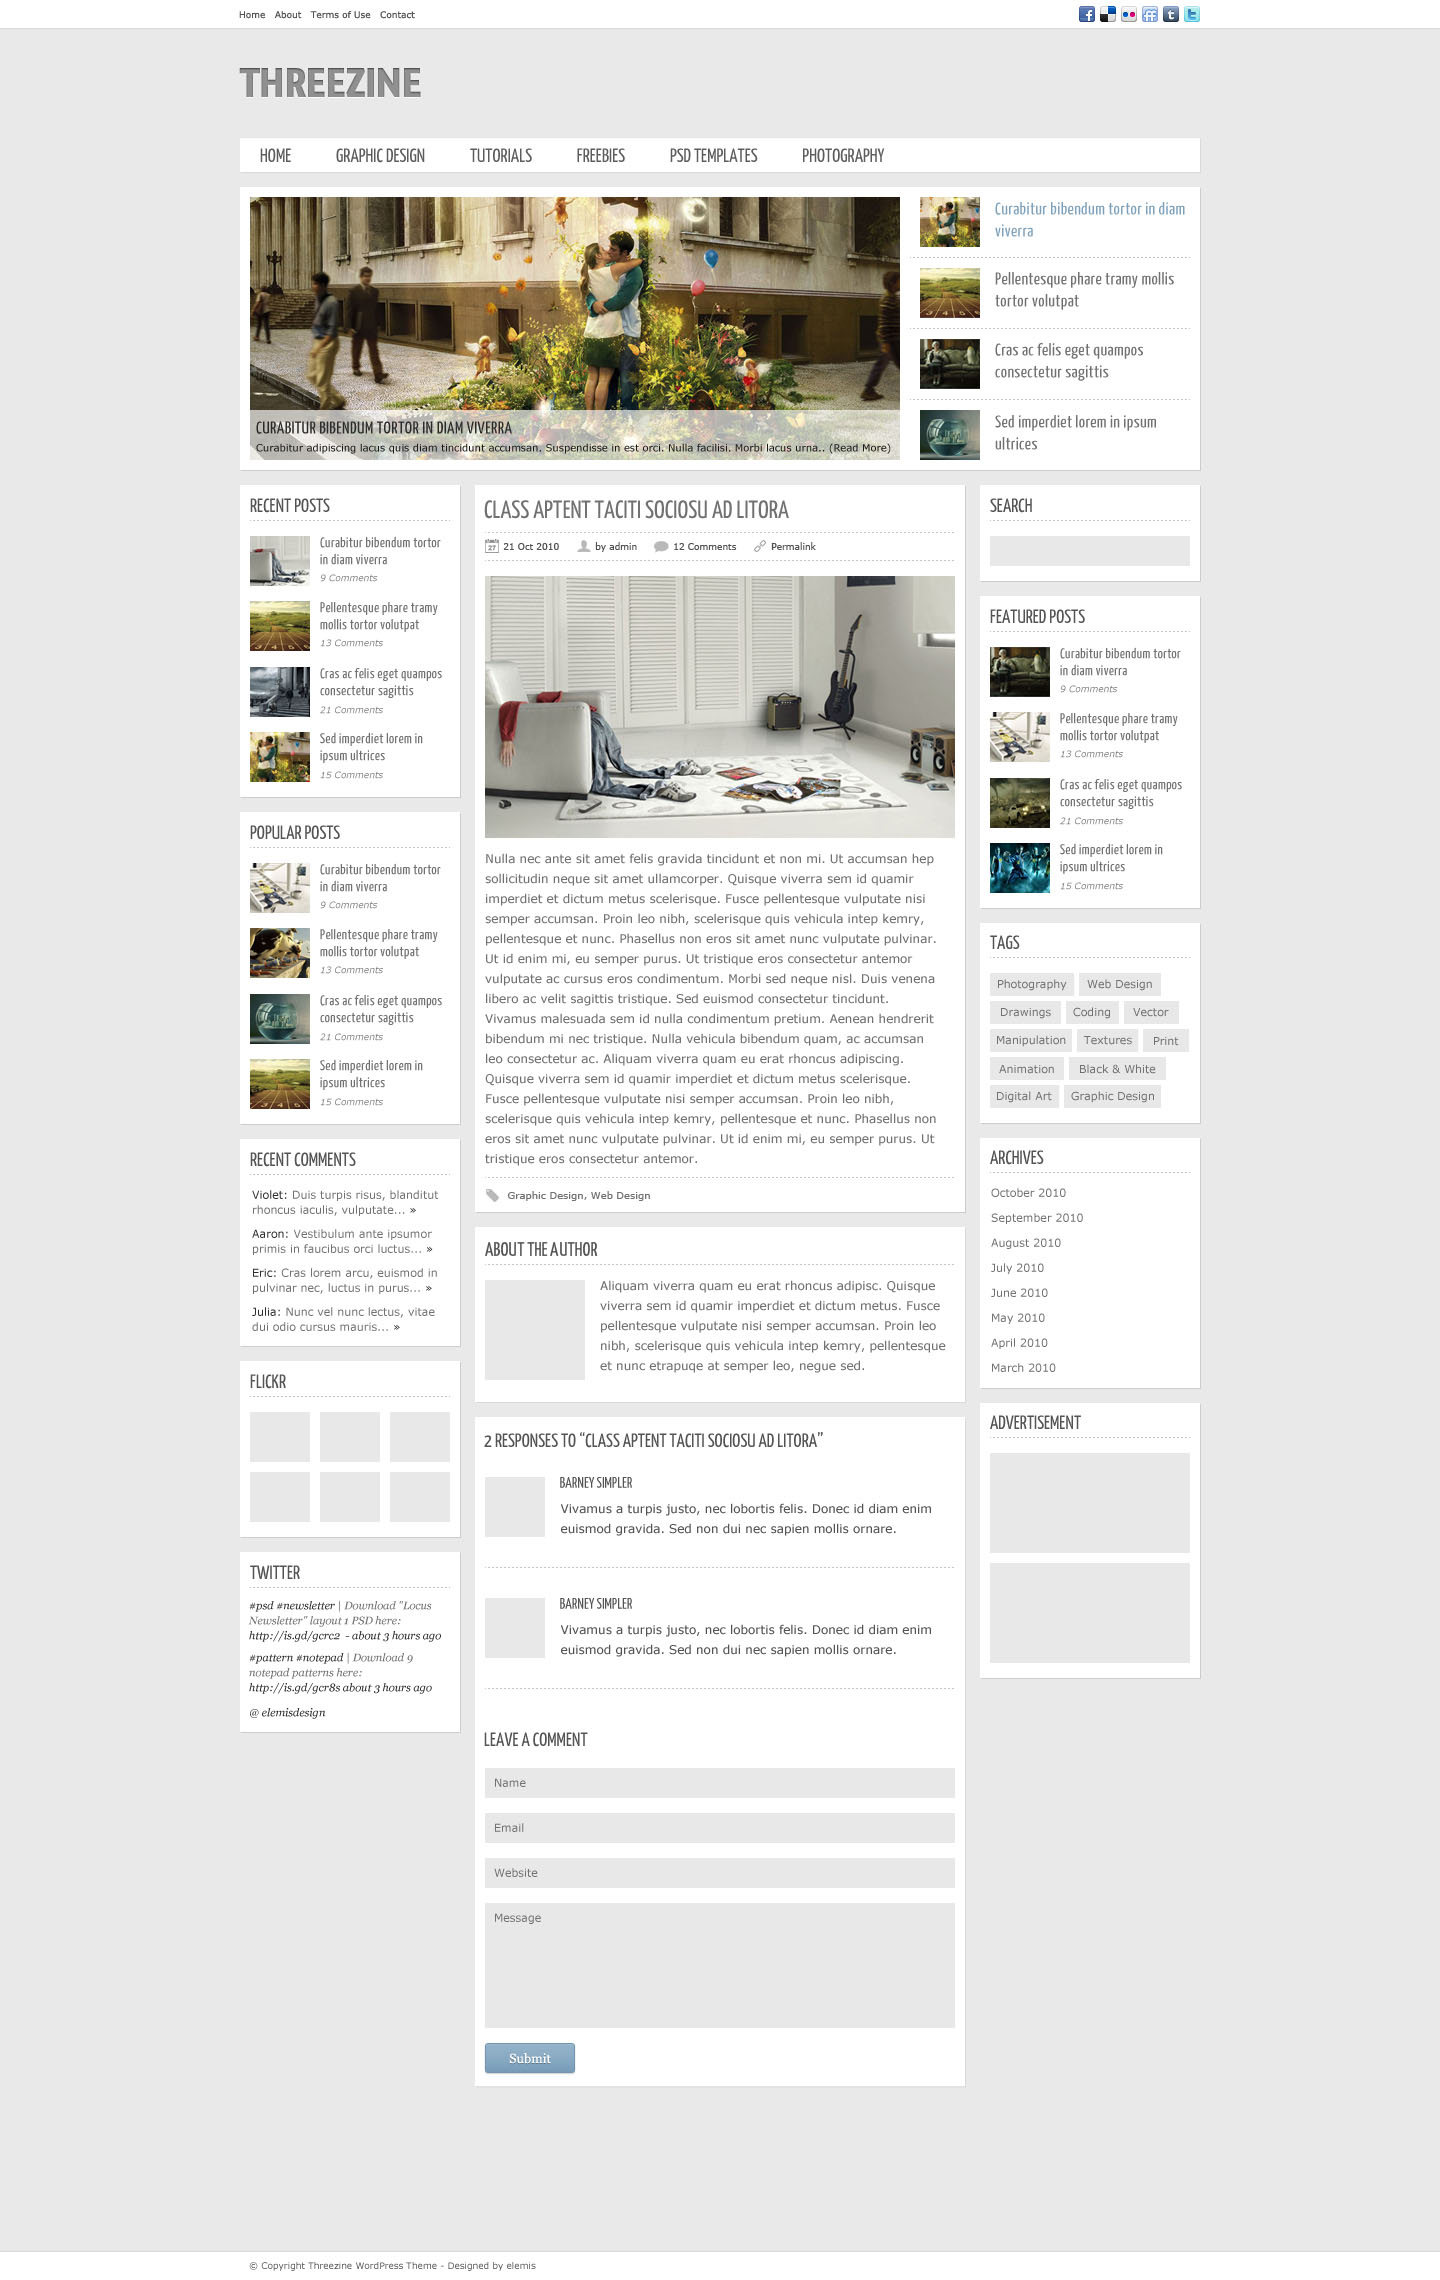 Home About Terms of Use Contact
THREEZINE
HOME GRAPHIC DESIGN TUTORIALS FREEBIES PSD TEMPLATES PHOTOGRAPHY
CURABITUR BIBENDUM TORTOR IN DIAM VIVERRA
Curabitur adipiscing lacus quis diam tincidunt accumsan. Suspendisse in est orci. Nulla facilisi. Morbi lacus urna.. (Read More)
Curabitur bibendum tortor in diam
viverra
Pellentesque phare tramy mollis
tortor volutpat
Cras ac felis eget quampos
consectetur sagittis
Sed imperdiet lorem in ipsum
ultrices
RECENT POSTS
Curabitur bibendum tortor
in diam viverra
9 Comments
Pellentesque phare tramy
mollis tortor volutpat
13 Comments
Cras ac felis eget quampos
consectetur sagittis
21 Comments
Sed imperdiet lorem in
ipsum ultrices
15 Comments
POPULAR POSTS
Curabitur bibendum tortor
in diam viverra
9 Comments
Pellentesque phare tramy
mollis tortor volutpat
13 Comments
Cras ac felis eget quampos
consectetur sagittis
21 Comments
Sed imperdiet lorem in
ipsum ultrices
15 Comments
RECENT COMMENTS
Violet: Duis turpis risus, blanditut
rhoncus iaculis, vulputate... »
Aaron: Vestibulum ante ipsumor
primis in faucibus orci luctus... »
Eric: Cras lorem arcu, euismod in
pulvinar nec, luctus in purus... »
Julia: Nunc vel nunc lectus, vitae
dui odio cursus mauris... »
FLICKR
TWITTER
#psd #newsletter | Download "Locus
Newsletter" layout 1 PSD here:
http://is.gd/gcrc2 - about 3 hours ago
#pattern #notepad | Download 9
notepad patterns here:
http://is.gd/gcr8s about 3 hours ago
@ elemisdesign
CLASS APTENT TACITI SOCIOSU AD LITORA
27 21 Oct 2010 by admin 12 Comments Permalink
Nulla nec ante sit amet felis gravida tincidunt et non mi. Ut accumsan hep
sollicitudin neque sit amet ullamcorper. Quisque viverra sem id quamir
imperdiet et dictum metus scelerisque. Fusce pellentesque vulputate nisi
semper accumsan. Proin leo nibh, scelerisque quis vehicula intep kemry,
pellentesque et nunc. Phasellus non eros sit amet nunc vulputate pulvinar.
Ut id enim mi, eu semper purus. Ut tristique eros consectetur antemor
vulputate ac cursus eros condimentum. Morbi sed neque nisl. Duis venena
libero ac velit sagittis tristique. Sed euismod consectetur tincidunt.
Vivamus malesuada sem id nulla condimentum pretium. Aenean hendrerit
bibendum mi nec tristique. Nulla vehicula bibendum quam, ac accumsan
leo consectetur ac. Aliquam viverra quam eu erat rhoncus adipiscing.
Quisque viverra sem id quamir imperdiet et dictum metus scelerisque.
Fusce pellentesque vulputate nisi semper accumsan. Proin leo nibh,
scelerisque quis vehicula intep kemry, pellentesque et nunc. Phasellus non
eros sit amet nunc vulputate pulvinar. Ut id enim mi, eu semper purus. Ut
tristique eros consectetur antemor.
Graphic Design, Web Design
ABOUT THE AUTHOR
Aliquam viverra quam eu erat rhoncus adipisc. Quisque
viverra sem id quamir imperdiet et dictum metus. Fusce
pellentesque vulputate nisi semper accumsan. Proin leo
nibh, scelerisque quis vehicula intep kemry, pellentesque
et nunc etrapuqe at semper leo, negue sed.
2 RESPONSES TO “CLASS APTENT TACITI SOCIOSU AD LITORA”
BARNEY SIMPLER
Vivamus a turpis justo, nec lobortis felis. Donec id diam enim
euismod gravida. Sed non dui nec sapien mollis ornare.
BARNEY SIMPLER
Vivamus a turpis justo, nec lobortis felis. Donec id diam enim
euismod gravida. Sed non dui nec sapien mollis ornare.
LEAVE A COMMENT
Name
Email
Website
Message
Submit
SEARCH
FEATURED POSTS
Curabitur bibendum tortor
in diam viverra
9 Comments
Pellentesque phare tramy
mollis tortor volutpat
13 Comments
Cras ac felis eget quampos
consectetur sagittis
21 Comments
Sed imperdiet lorem in
ipsum ultrices
15 Comments
TAGS
Photography Web Design
Drawings Coding Vector
Manipulation Textures Print
Animation Black & White
Digital Art Graphic Design
ARCHIVES
October 2010
September 2010
August 2010
July 2010
June 2010
May 2010
April 2010
March 2010
ADVERTISEMENT
© Copyright Threezine WordPress Theme - Designed by elemis